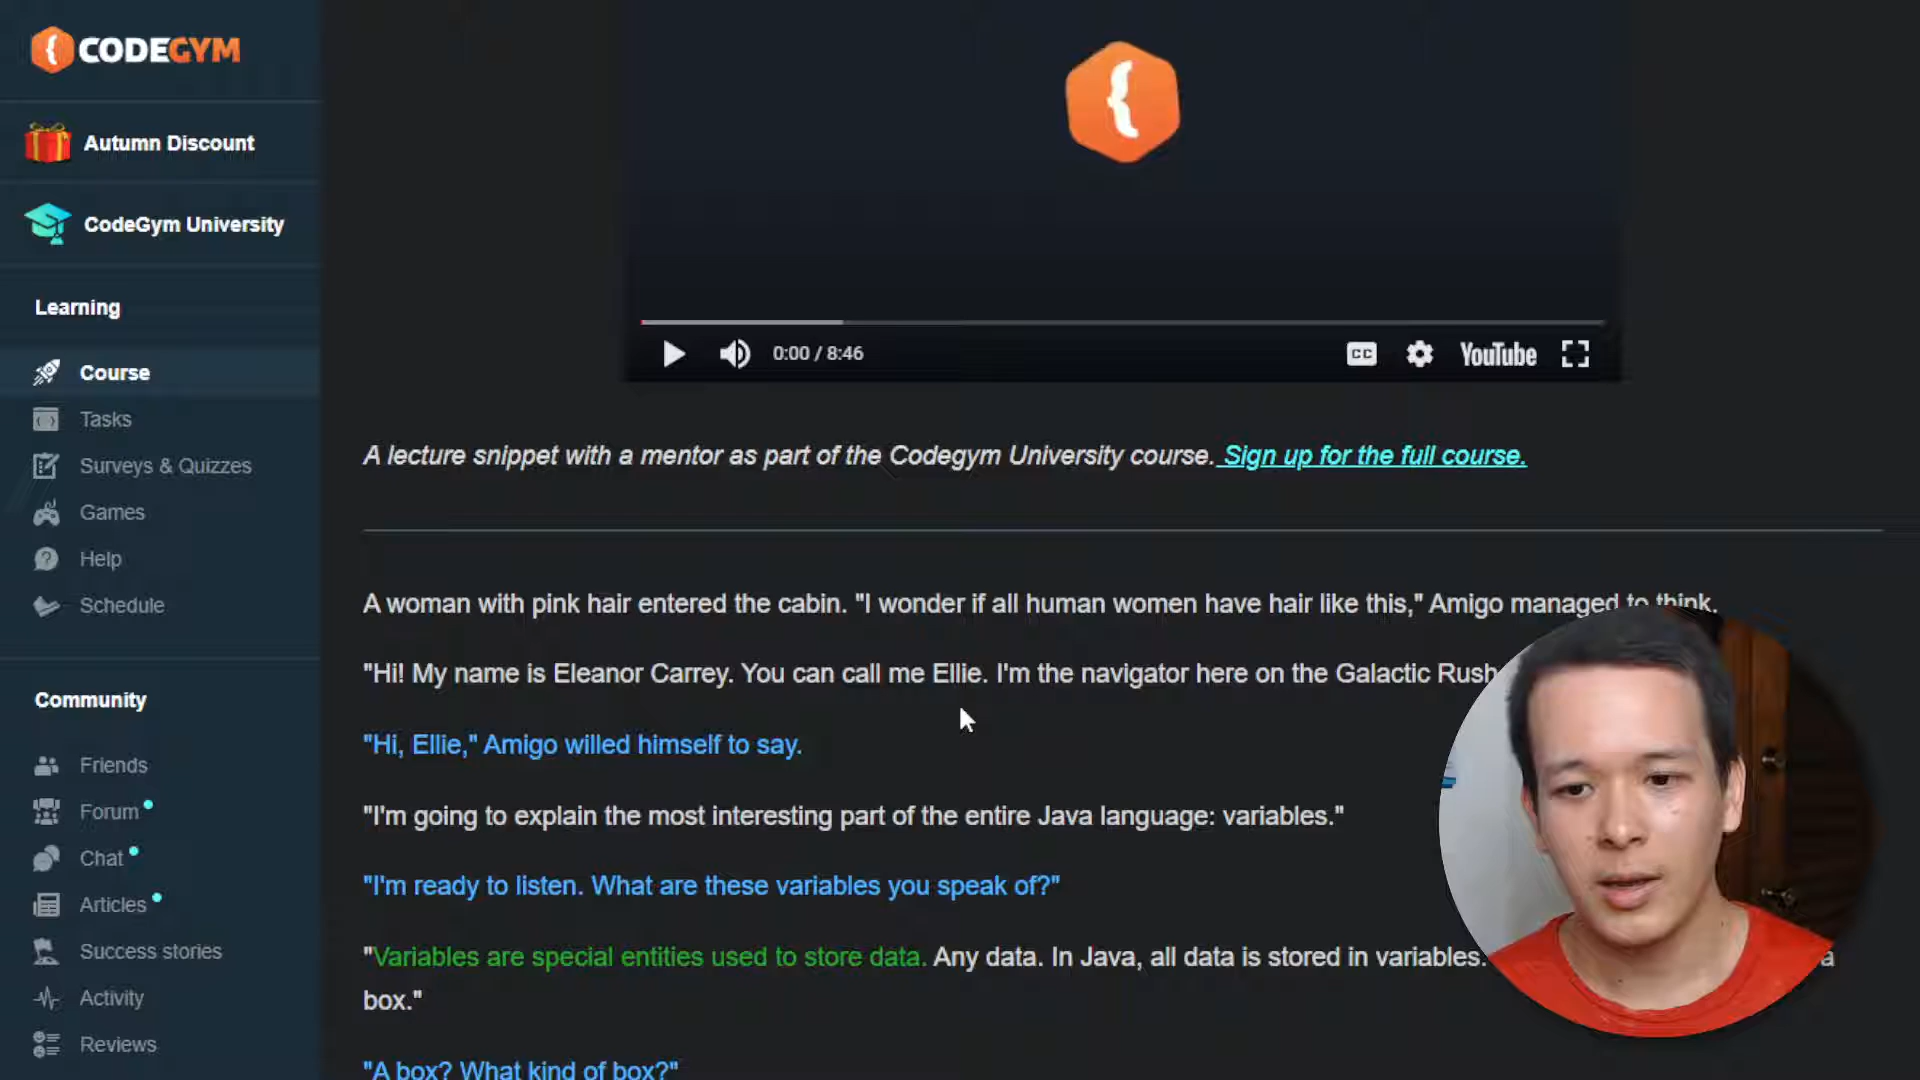 CODEGYM
Autumn Discount
CodeGym University
Learning
Course
Tasks
Surveys & Quizzes
Games
Help
Schedule
Community
Friends
Forum
Chat
Articles
Success stories
Activity
Reviews
0:00 / 8:46
CC
YouTube
A lecture snippet with a mentor as part of the Codegym University course. Sign up for the full course.
A woman with pink hair entered the cabin. "I wonder if all human women have hair like this," Amigo managed to think.
"Hi! My name is Eleanor Carrey. You can call me Ellie. I'm the navigator here on the Galactic Rush
"Hi, Ellie," Amigo willed himself to say.
"I'm going to explain the most interesting part of the entire Java language: variables."
"I'm ready to listen. What are these variables you speak of?"
"Variables are special entities used to store data. Any data. In Java, all data is stored in variables. a
box."
"A box? What kind of box?"